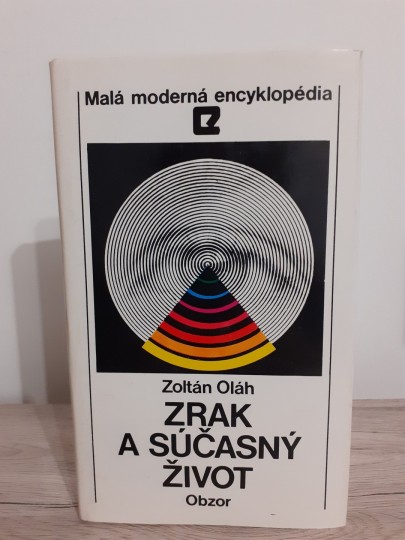 Malá moderná encyklopédia
Zoltán Oláh
ZRAK
A SÚČASNÝ
ŽIVOT
Obzor